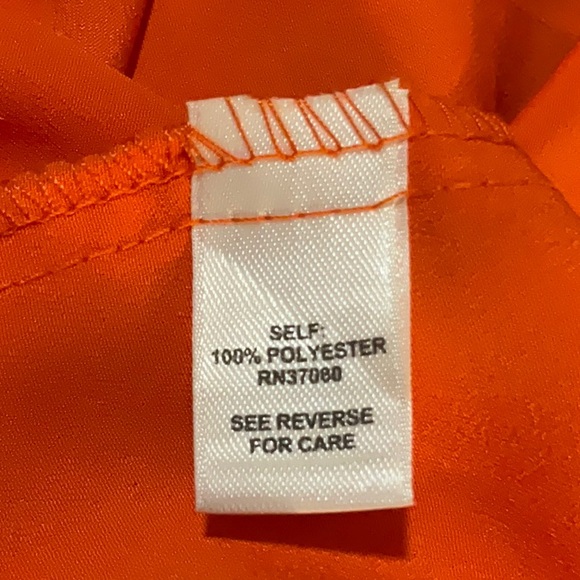 SELF:
100% POLYESTER
RN37080
SEE REVERSE
FOR CARE